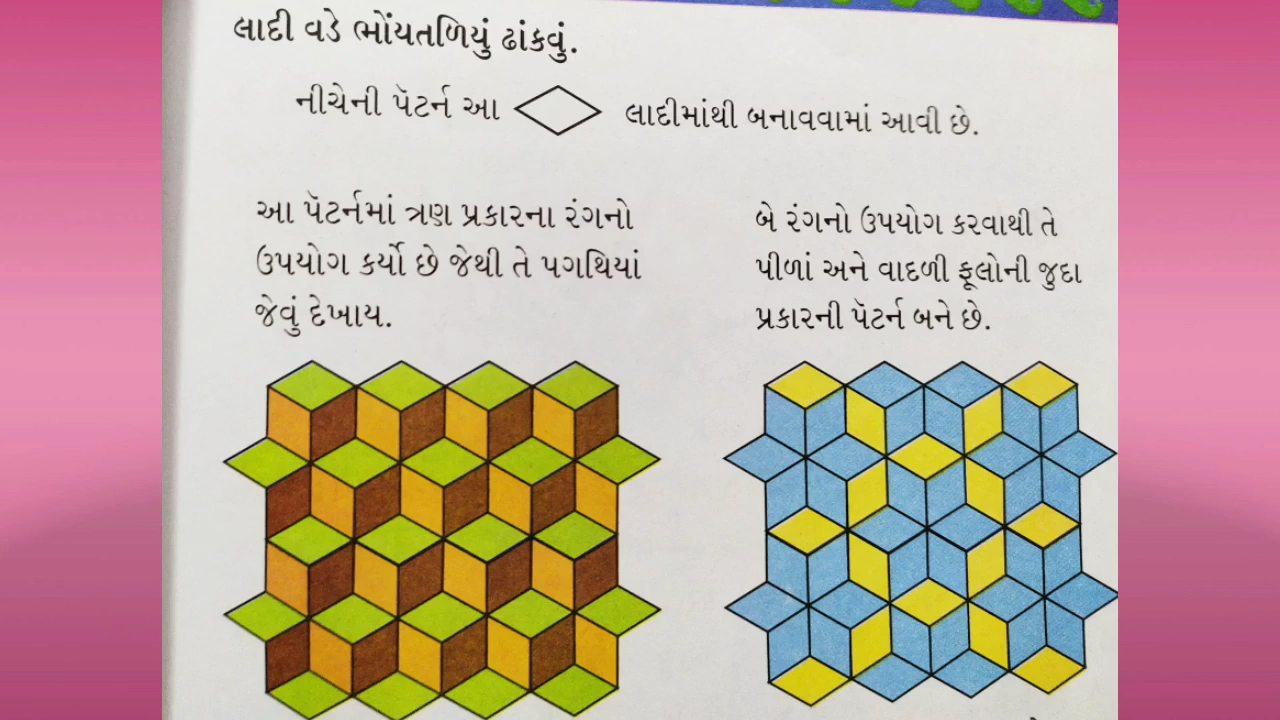 લાદી વડે ભોંયતળિયું ઢાંકવું.
નીચેની પૅટર્ન આ લાદીમાંથી બનાવવામાં આવી છે.
આ પૅટર્નમાં ત્રણ પ્રકારના રંગનો
ઉપયોગ કર્યો છે જેથી તે પગથિયાં
જેવું દેખાય.
બે રંગનો ઉપયોગ કરવાથી તે
પીળાં અને વાદળી ફૂલોની જુદા
પ્રકારની પૅટર્ન બને છે.